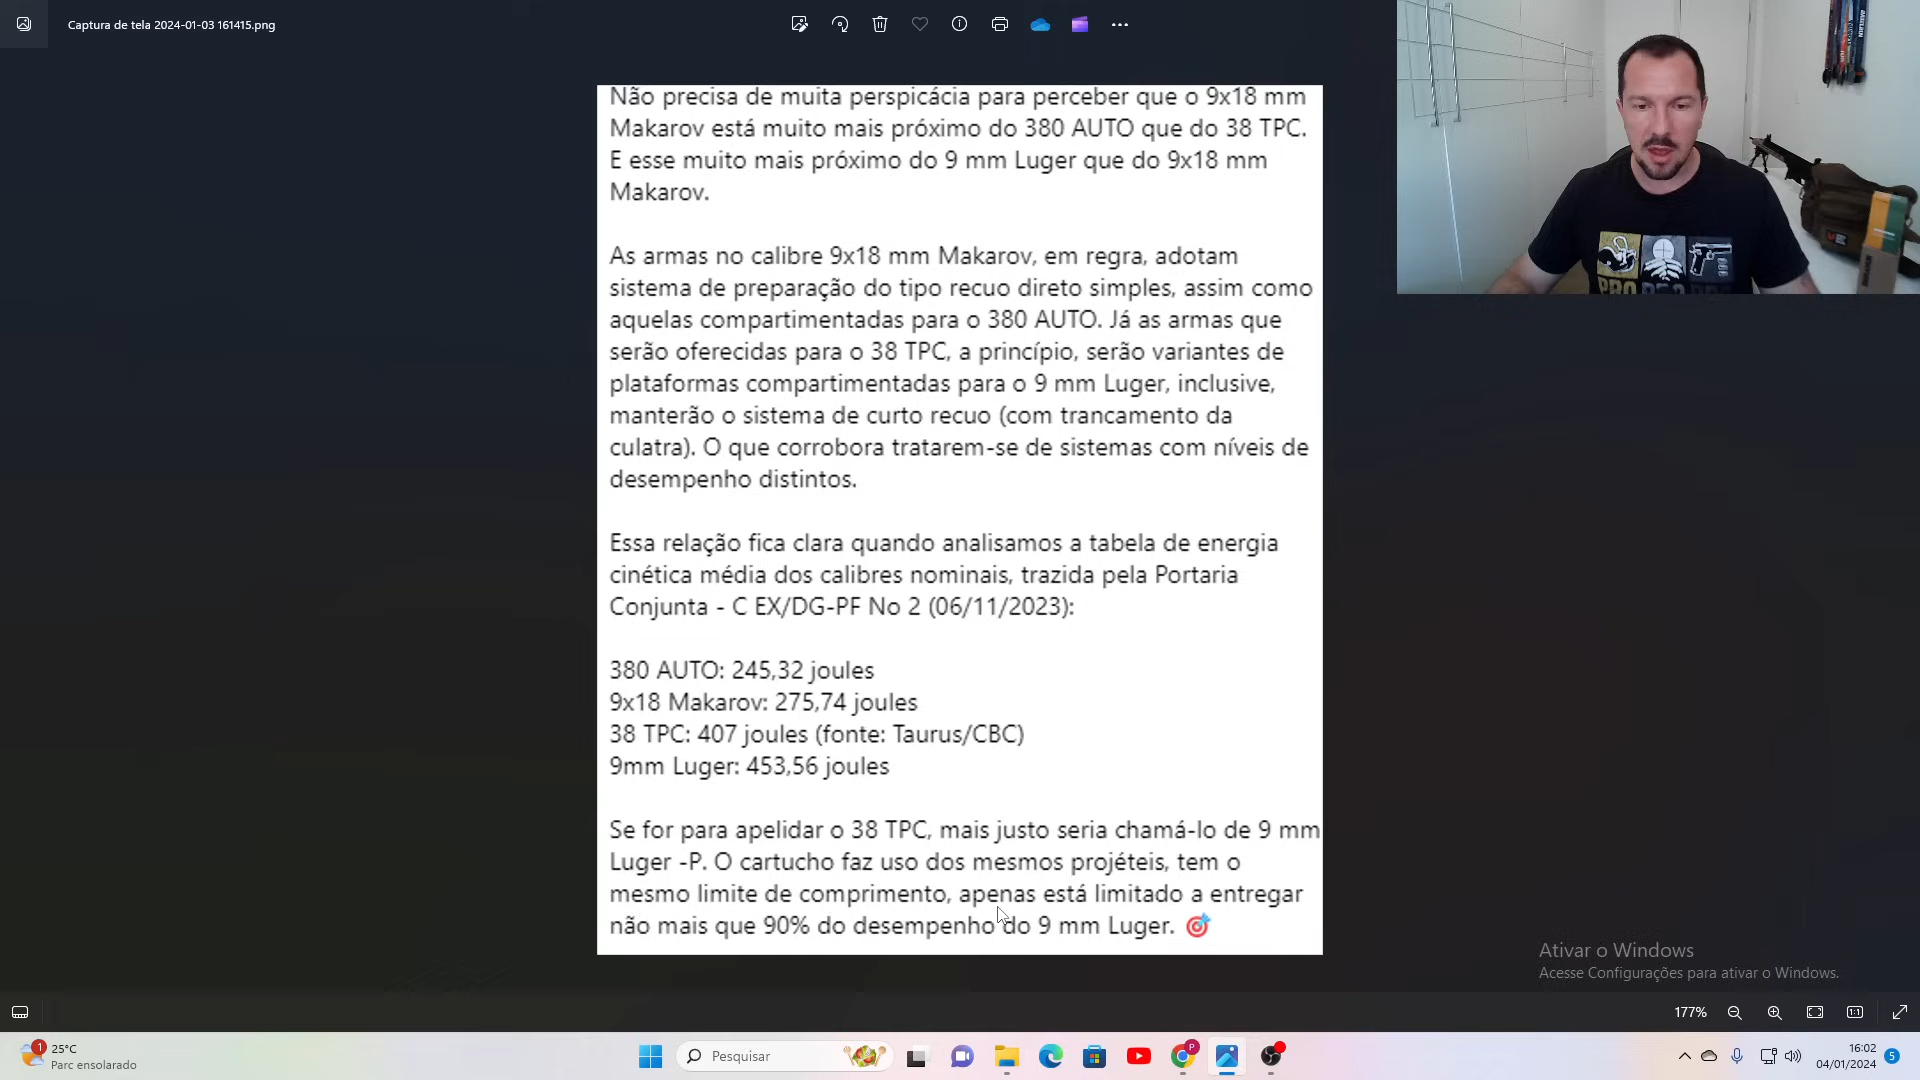 Captura de tela 2024-01-03 161415.png
Não precisa de muita perspicácia para perceber que o 9x18 mm
Makarov está muito mais próximo do 380 AUTO que do 38 TPC.
E esse muito mais próximo do 9 mm Luger que do 9x18 mm
Makarov.
As armas no calibre 9x18 mm Makarov, em regra, adotam
sistema de preparação do tipo recuo direto simples, assim como
aquelas compartimentadas para o 380 AUTO. Já as armas que
serão oferecidas para o 38 TPC, a princípio, serão variantes de
plataformas compartimentadas para o 9 mm Luger, inclusive,
manterão o sistema de curto recuo (com trancamento da
culatra). O que corrobora tratarem-se de sistemas com níveis de
desempenho distintos.
Essa relação fica clara quando analisamos a tabela de energia
cinética média dos calibres nominais, trazida pela Portaria
Conjunta - C EX/DG-PF No 2 (06/11/2023):
380 AUTO: 245,32 joules
9x18 Makarov: 275,74 joules
38 TPC: 407 joules (fonte: Taurus/CBC)
9mm Luger: 453,56 joules
Se for para apelidar o 38 TPC, mais justo seria chamá-lo de 9 mm
Luger -P. O cartucho faz uso dos mesmos projéteis, tem o
mesmo limite de comprimento, apenas está limitado a entregar
não mais que 90% do desempenho do 9 mm Luger.
Ativar o Windows
Acesse Configurações para ativar o Windows.
177%
1:1
1
25°C
Parc ensolarado
Pesquisar
P
16:02
04/01/2024
5